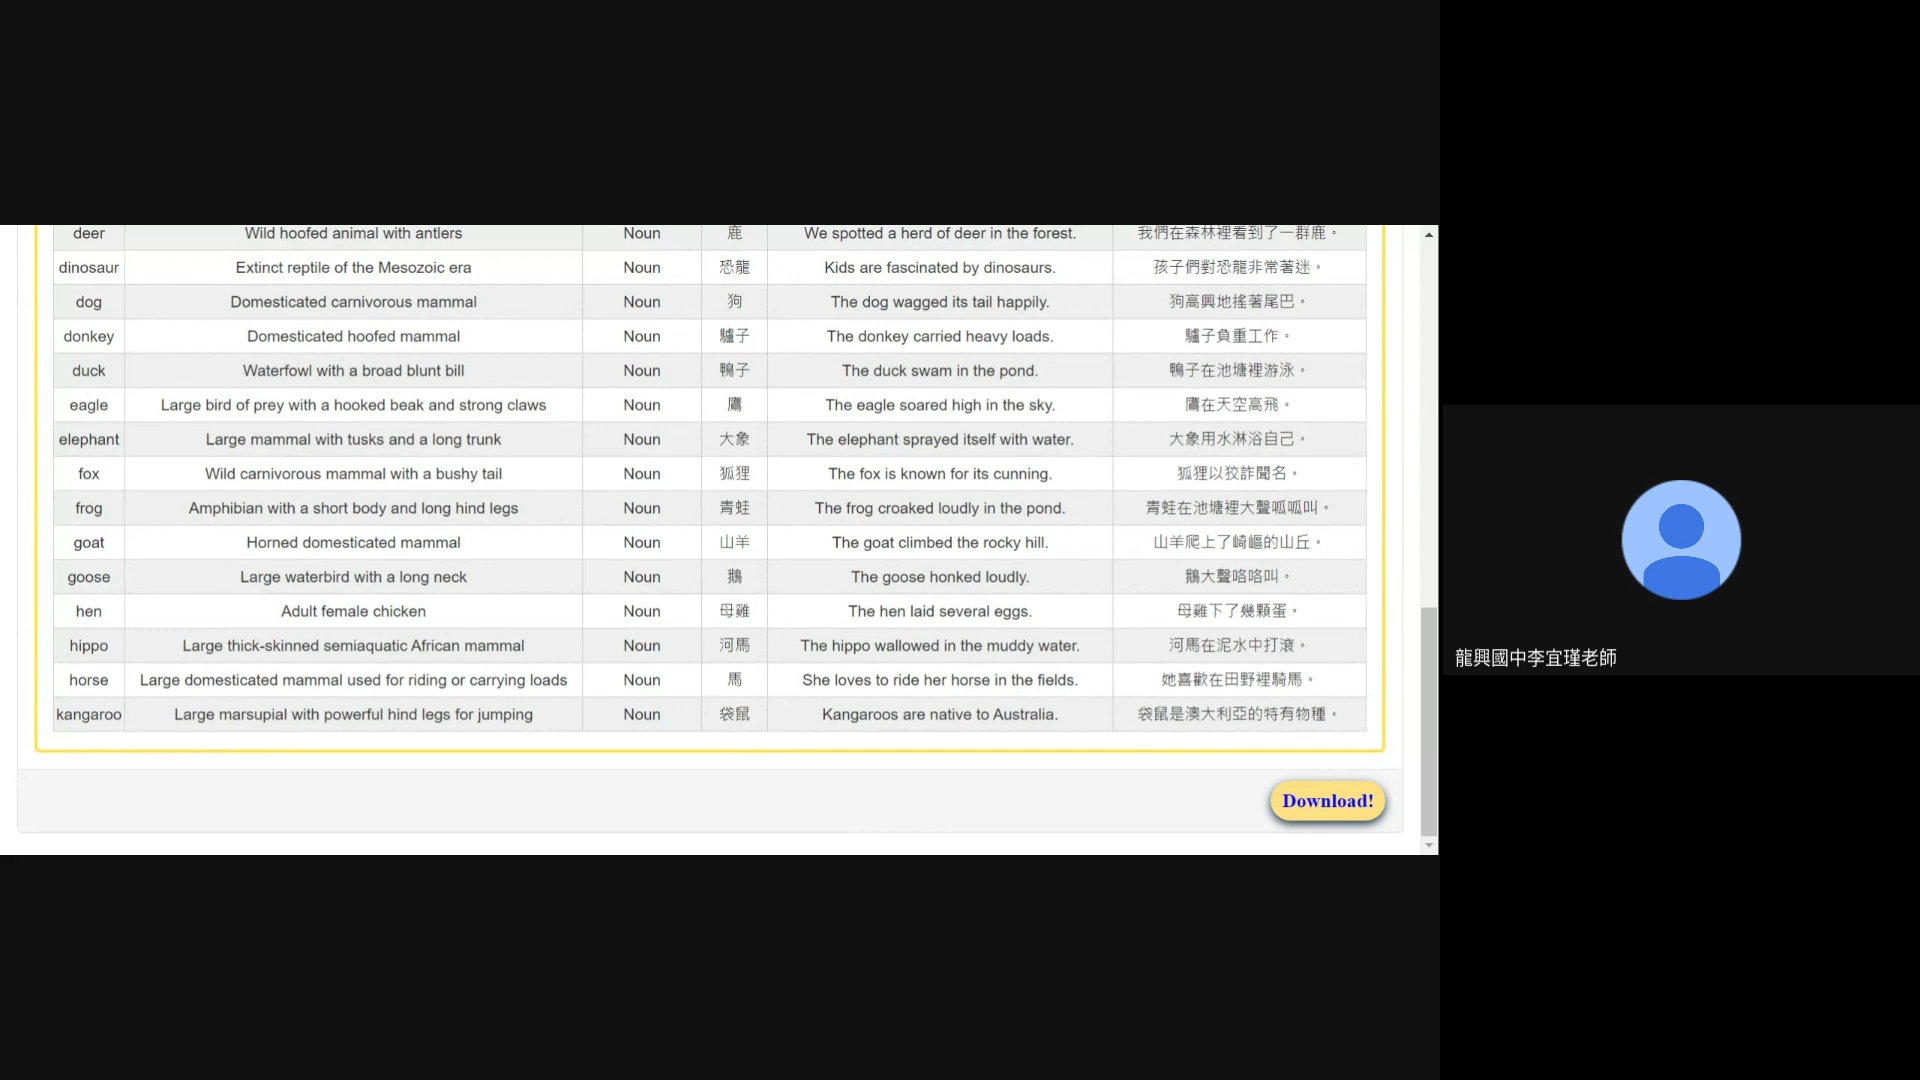 deer Wild hoofed animal with antlers Noun 鹿 We spotted a herd of deer in the forest. 我們在森林裡看到了一群鹿。
dinosaur Extinct reptile of the Mesozoic era Noun 恐龍 Kids are fascinated by dinosaurs. 孩子們對恐龍非常著迷。
dog Domesticated carnivorous mammal Noun 狗 The dog wagged its tail happily. 狗高興地搖著尾巴。
donkey Domesticated hoofed mammal Noun 驢子 The donkey carried heavy loads. 驢子負重工作。
duck Waterfowl with a broad blunt bill Noun 鴨子 The duck swam in the pond. 鴨子在池塘裡游泳。
eagle Large bird of prey with a hooked beak and strong claws Noun 鷹 The eagle soared high in the sky. 鷹在天空高飛。
elephant Large mammal with tusks and a long trunk Noun 大象 The elephant sprayed itself with water. 大象用水淋浴自己。
fox Wild carnivorous mammal with a bushy tail Noun 狐狸 The fox is known for its cunning. 狐狸以狡詐聞名。
frog Amphibian with a short body and long hind legs Noun 青蛙 The frog croaked loudly in the pond. 青蛙在池塘裡大聲呱呱叫。
goat Horned domesticated mammal Noun 山羊 The goat climbed the rocky hill. 山羊爬上了崎嶇的山丘。
goose Large waterbird with a long neck Noun 鵝 The goose honked loudly. 鵝大聲咯咯叫。
hen Adult female chicken Noun 母雞 The hen laid several eggs. 母雞下了幾顆蛋。
hippo Large thick-skinned semiaquatic African mammal Noun 河馬 The hippo wallowed in the muddy water. 河馬在泥水中打滾。
horse Large domesticated mammal used for riding or carrying loads Noun 馬 She loves to ride her horse in the fields. 她喜歡在田野裡騎馬。
kangaroo Large marsupial with powerful hind legs for jumping Noun 袋鼠 Kangaroos are native to Australia. 袋鼠是澳大利亞的特有物種。
Download!
龍興國中李宜瑾老師